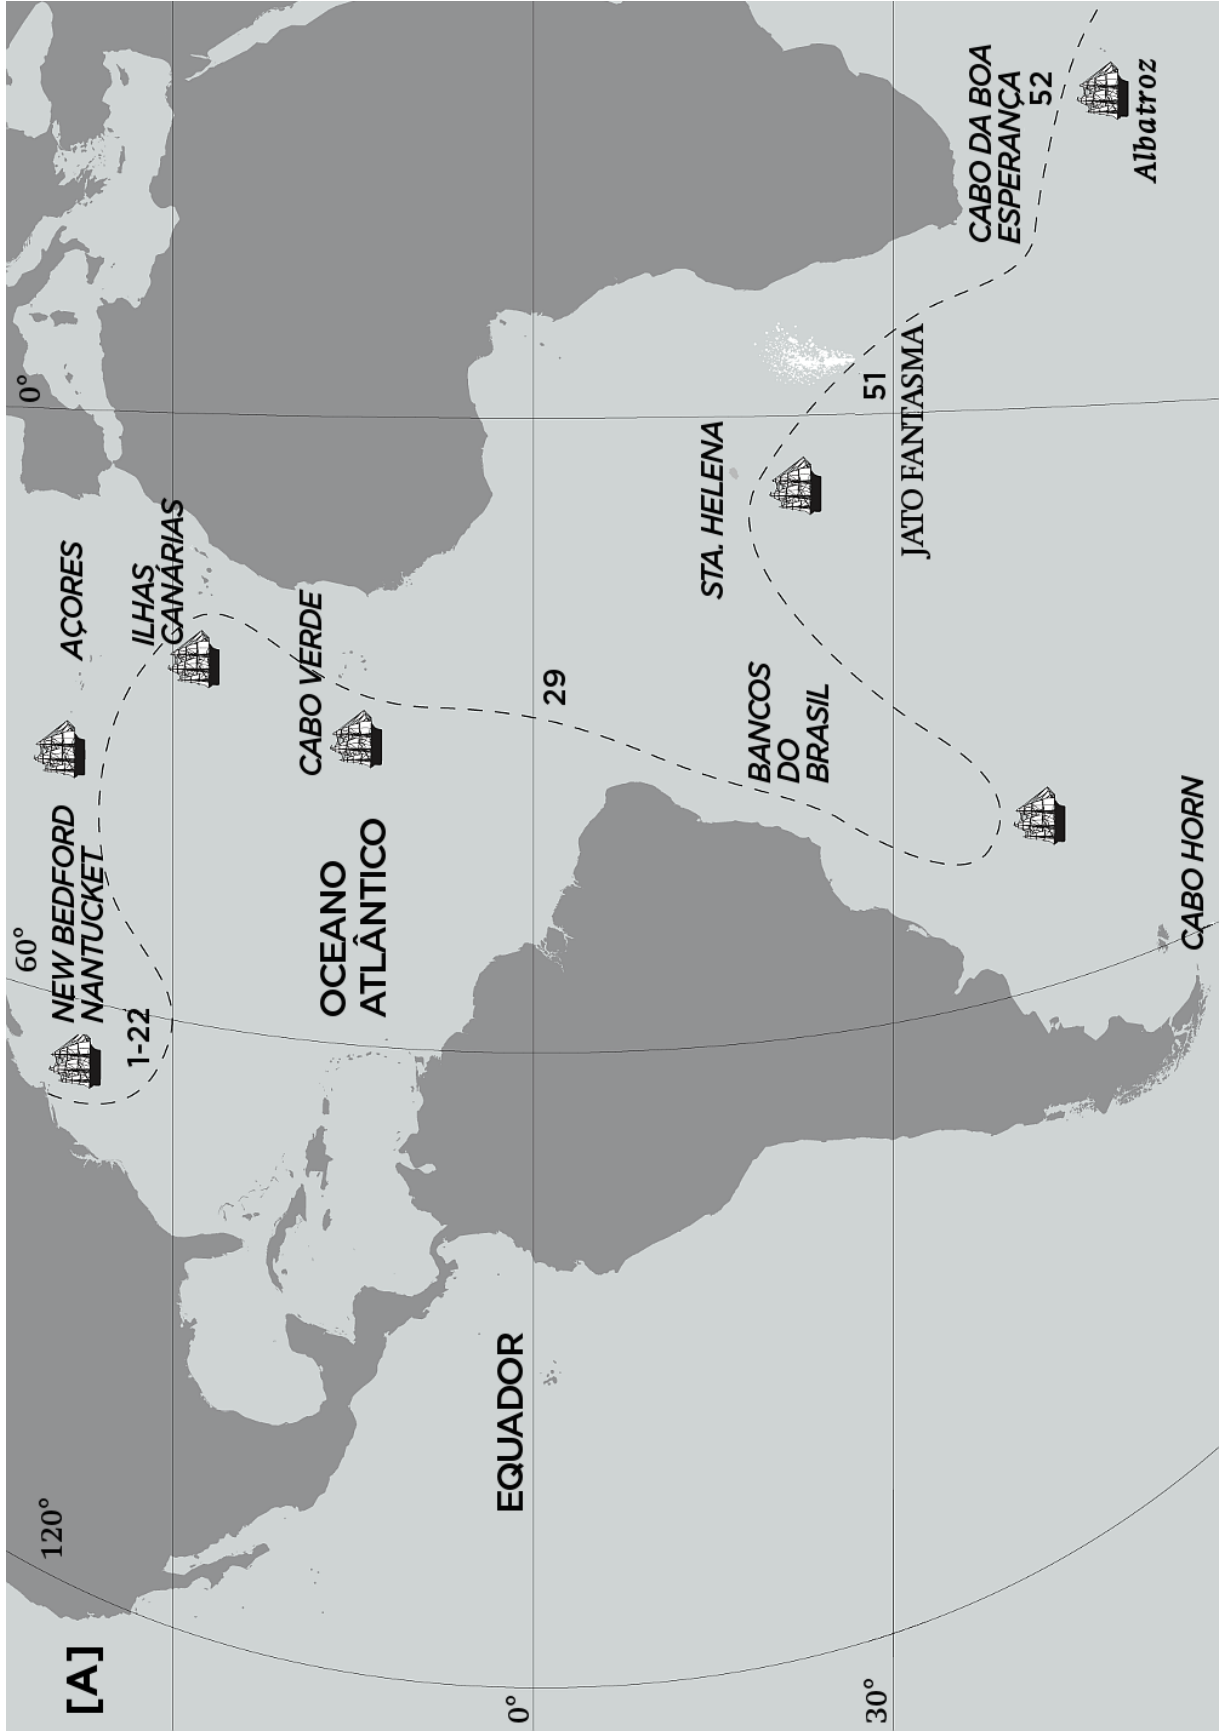 [A]
120°
60°
0°
NEW BEDFORD
NANTUCKET
1-22
AÇORES
ILHAS
CANÁRIAS
CABO VERDE
OCEANO
ATLÂNTICO
EQUADOR
0°
29
BANCOS
DO
BRASIL
STA. HELENA
30°
51
JATO FANTASMA
CABO DA BOA
ESPERANÇA
52
Albatroz
CABO HORN